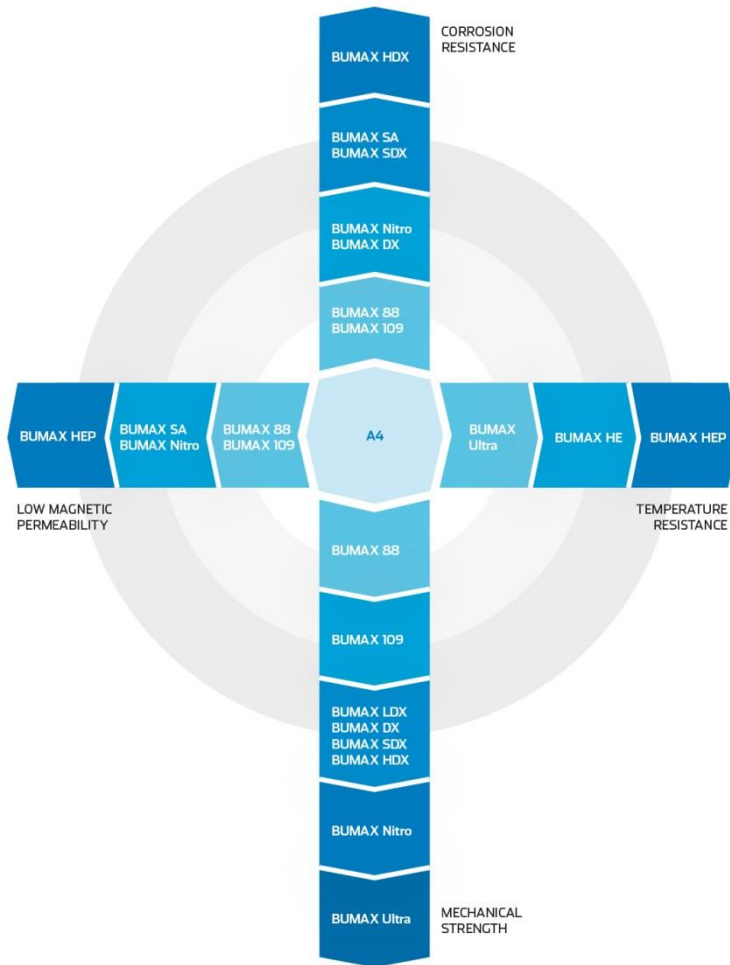 CORROSION
RESISTANCE
BUMAX HDX
BUMAX SA
BUMAX SDX
BUMAX Nitro
BUMAX DX
BUMAX 88
BUMAX 109
BUMAX HEP
BUMAX SA
BUMAX Nitro
BUMAX 88
BUMAX 109
A4
BUMAX
Ultra
BUMAX HE
BUMAX HEP
LOW MAGNETIC
PERMEABILITY
TEMPERATURE
RESISTANCE
BUMAX 88
BUMAX 109
BUMAX LDX
BUMAX DX
BUMAX SDX
BUMAX HDX
BUMAX Nitro
BUMAX Ultra
MECHANICAL
STRENGTH